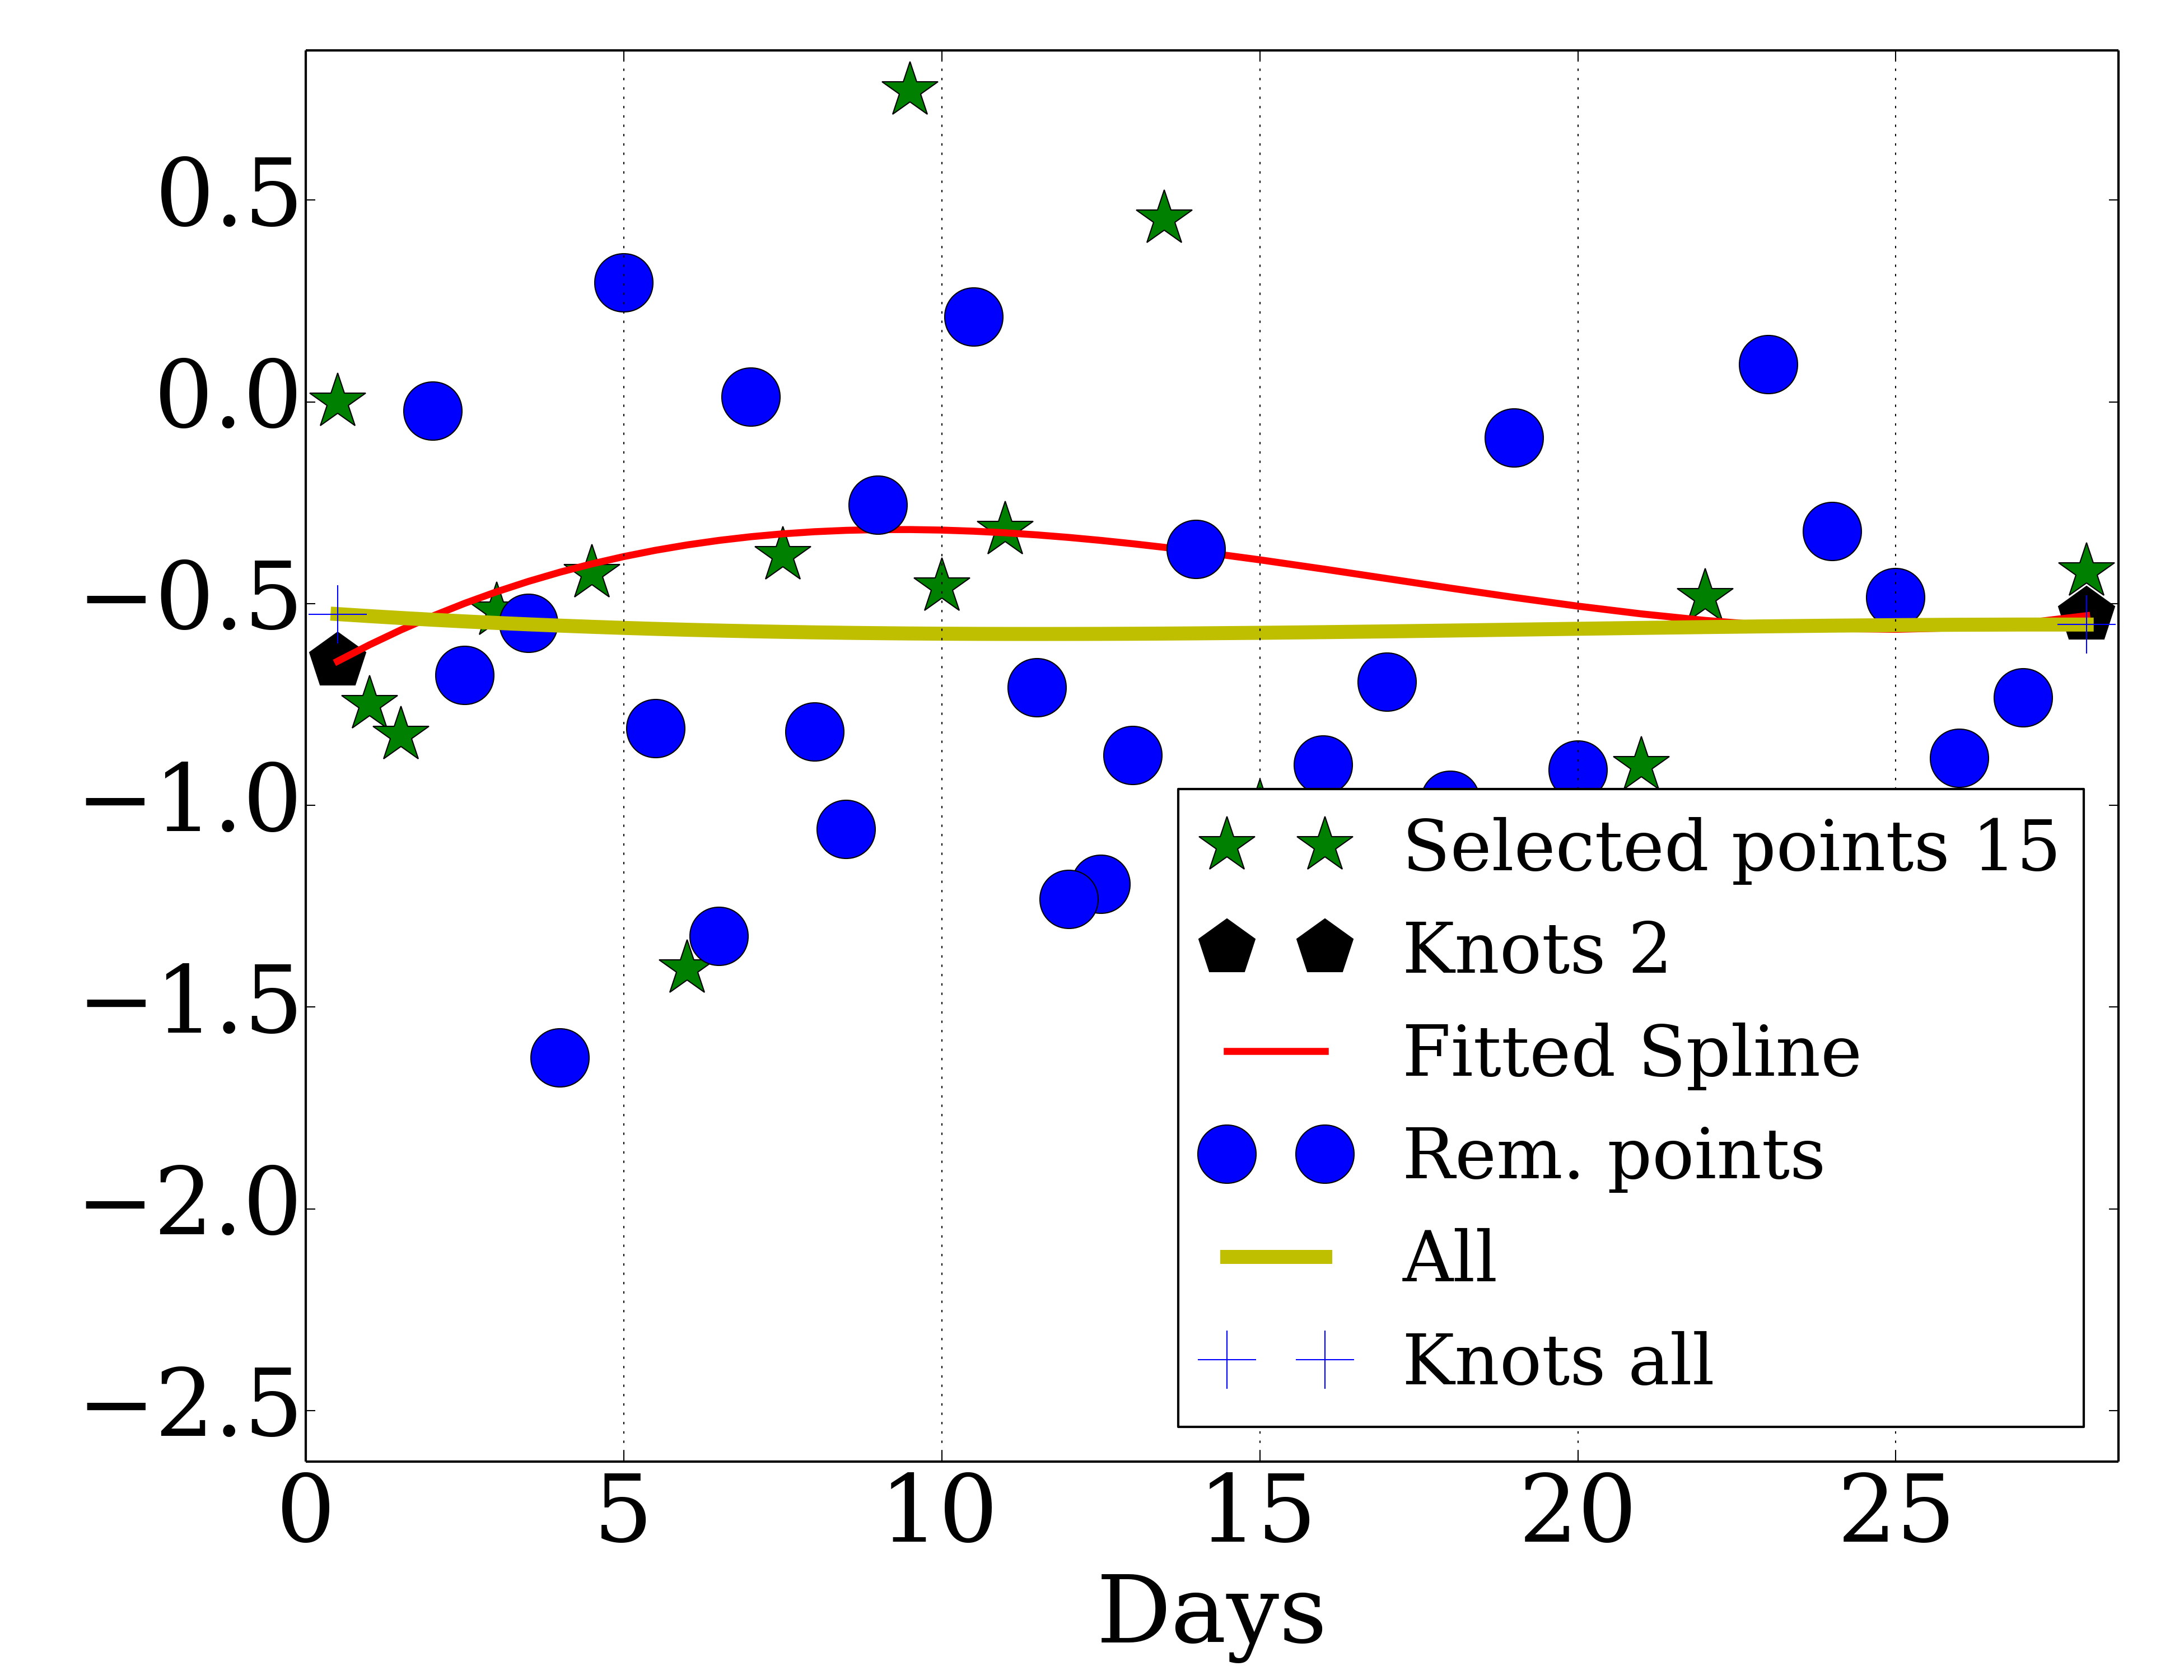 0.5
0.0
−0.5
−1.0
−1.5
−2.0
−2.5
Selected points 15
Knots 2
Fitted Spline
Rem. points
All
Knots all
0 5 10 15 20 25
Days